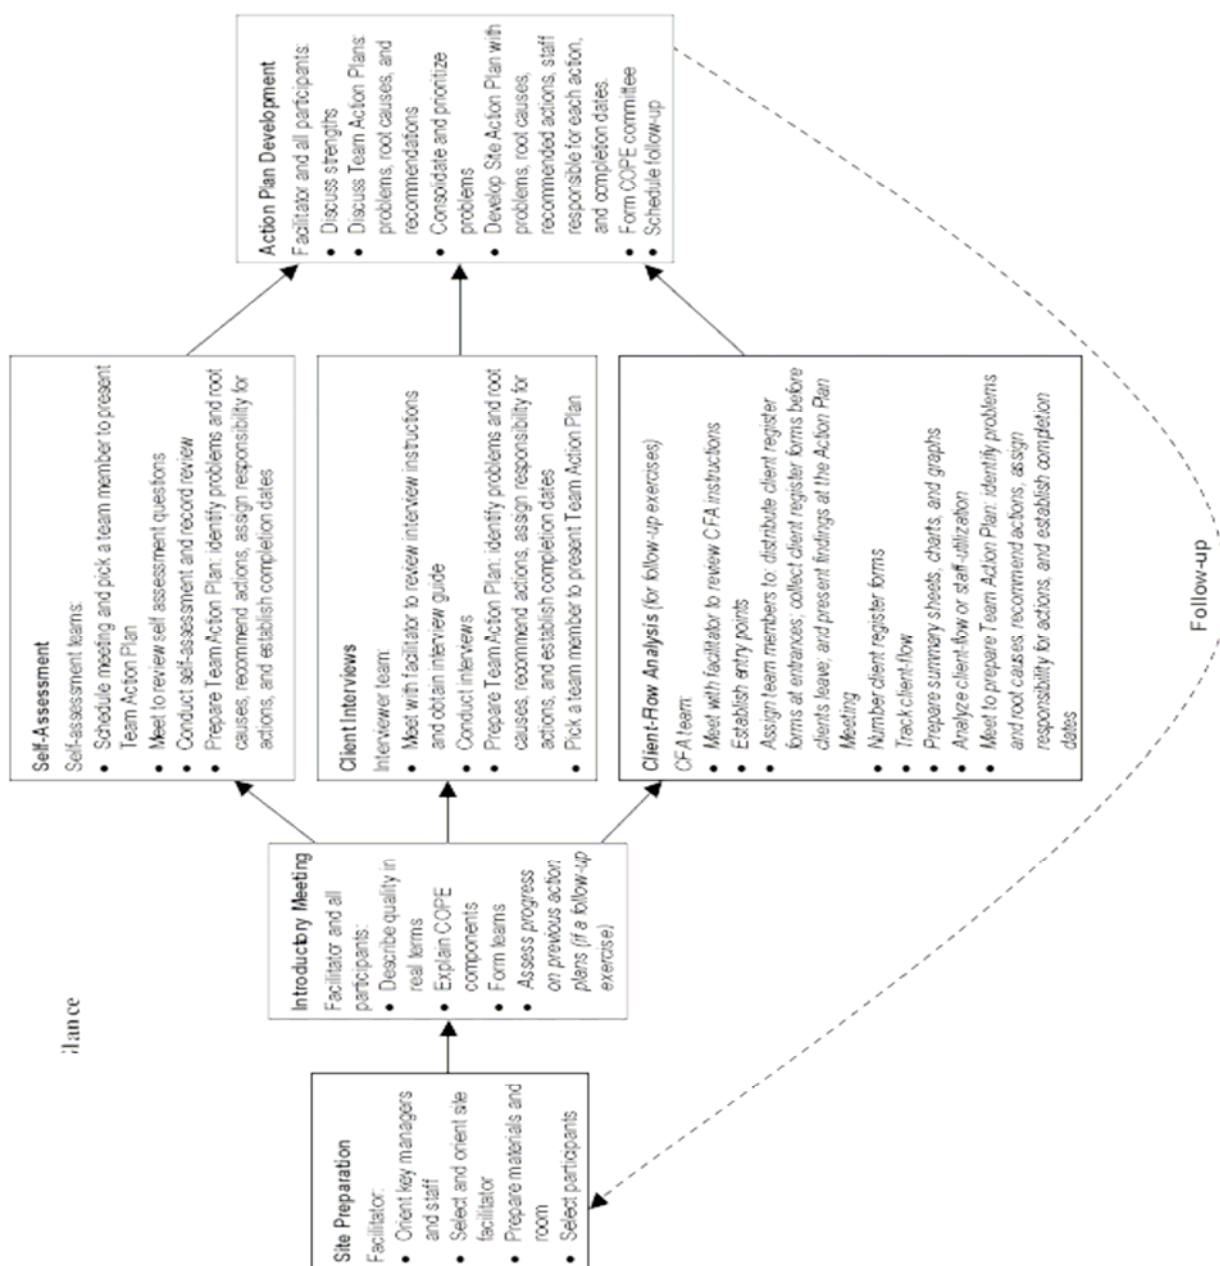 lance
Site Preparation
Facilitator:
• Orient key managers
and staff
• Select and orient site
facilitator
• Prepare materials and
room
• Select participants
Introductory Meeting
Facilitator and all
participants:
• Describe quality in
real terms
• Explain COPE
components
• Form teams
• Assess progress
on previous action
plans (if a follow-up
exercise)
Self-Assessment
Self-assessment teams:
• Schedule meeting and pick a team member to present
Team Action Plan
• Meet to review self assessment questions
• Conduct self-assessment and record review
• Prepare Team Action Plan: identify problems and root
causes, recommend actions, assign responsibility for
actions, and establish completion dates
Client Interviews
Interviewer team:
• Meet with facilitator to review interview instructions
and obtain interview guide
• Conduct interviews
• Prepare Team Action Plan: identify problems and root
causes, recommend actions, assign responsibility for
actions, and establish completion dates
• Pick a team member to present Team Action Plan
Client-Flow Analysis (for follow-up exercises)
CFA team:
• Meet with facilitator to review CFA instructions
• Establish entry points
• Assign team members to: distribute client register
forms at entrances; collect client register forms before
clients leave; and present findings at the Action Plan
Meeting
• Number client register forms
• Track client-flow
• Prepare summary sheets, charts, and graphs
• Analyze client-flow or staff-utilization
• Meet to prepare Team Action Plan: identify problems
and root causes, recommend actions, assign
responsibility for actions, and establish completion
dates
Action Plan Development
Facilitator and all participants:
• Discuss strengths
• Discuss Team Action Plans:
problems, root causes, and
recommendations
• Consolidate and prioritize
problems
• Develop Site Action Plan with
problems, root causes,
recommended actions, staff
responsible for each action,
and completion dates.
• Form COPE committee
• Schedule follow-up
Follow-up